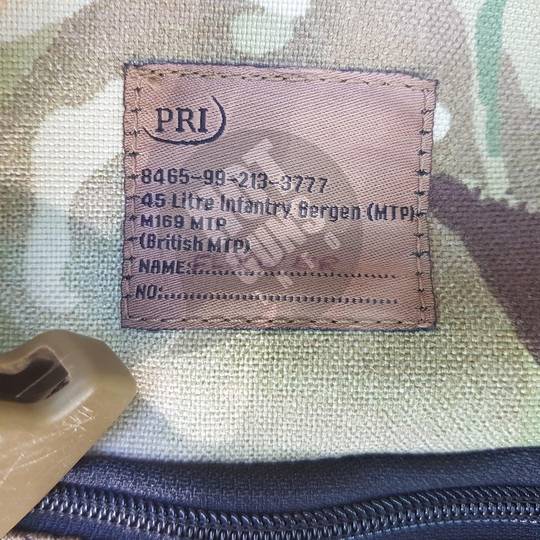 PRI
8465-99-213-3777
45 Litre Infantry Bergen (MTP)
M169 MTP
(British MTP)
NAME:
NO: